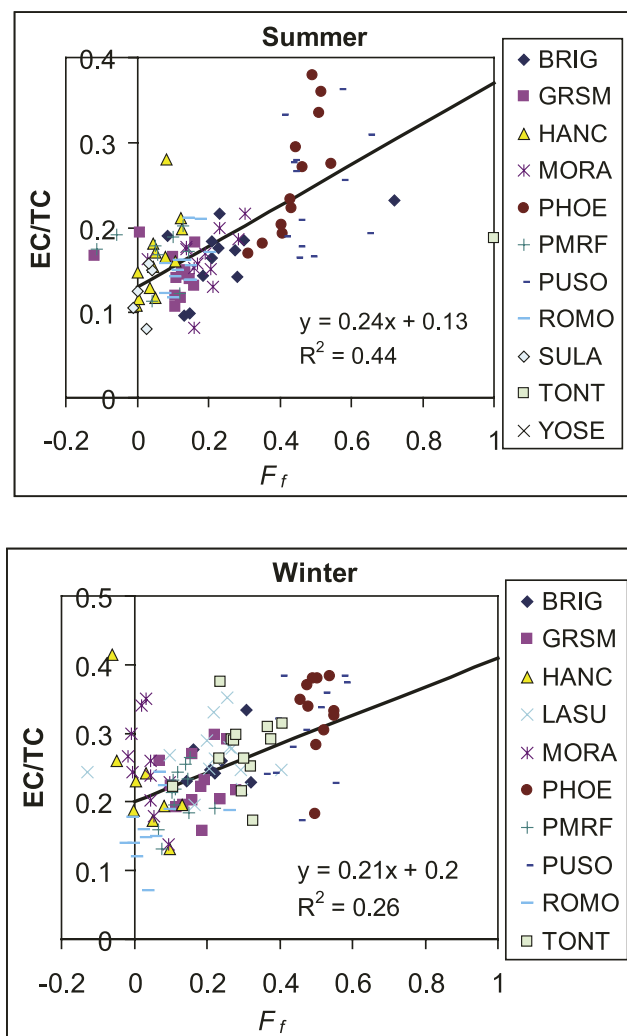 Summer
0.4
0.3
0.2
0.1
0
EC/TC
-0.2 0 0.2 0.4 0.6 0.8 1
F f
y = 0.24x + 0.13
R2 = 0.44
BRIG
GRSM
HANC
MORA
PHOE
PMRF
PUSO
ROMO
SULA
TONT
YOSE
Winter
0.5
0.4
0.3
0.2
0.1
0
EC/TC
-0.2 0 0.2 0.4 0.6 0.8 1
F f
y = 0.21x + 0.2
R2 = 0.26
BRIG
GRSM
HANC
LASU
MORA
PHOE
PMRF
PUSO
ROMO
TONT